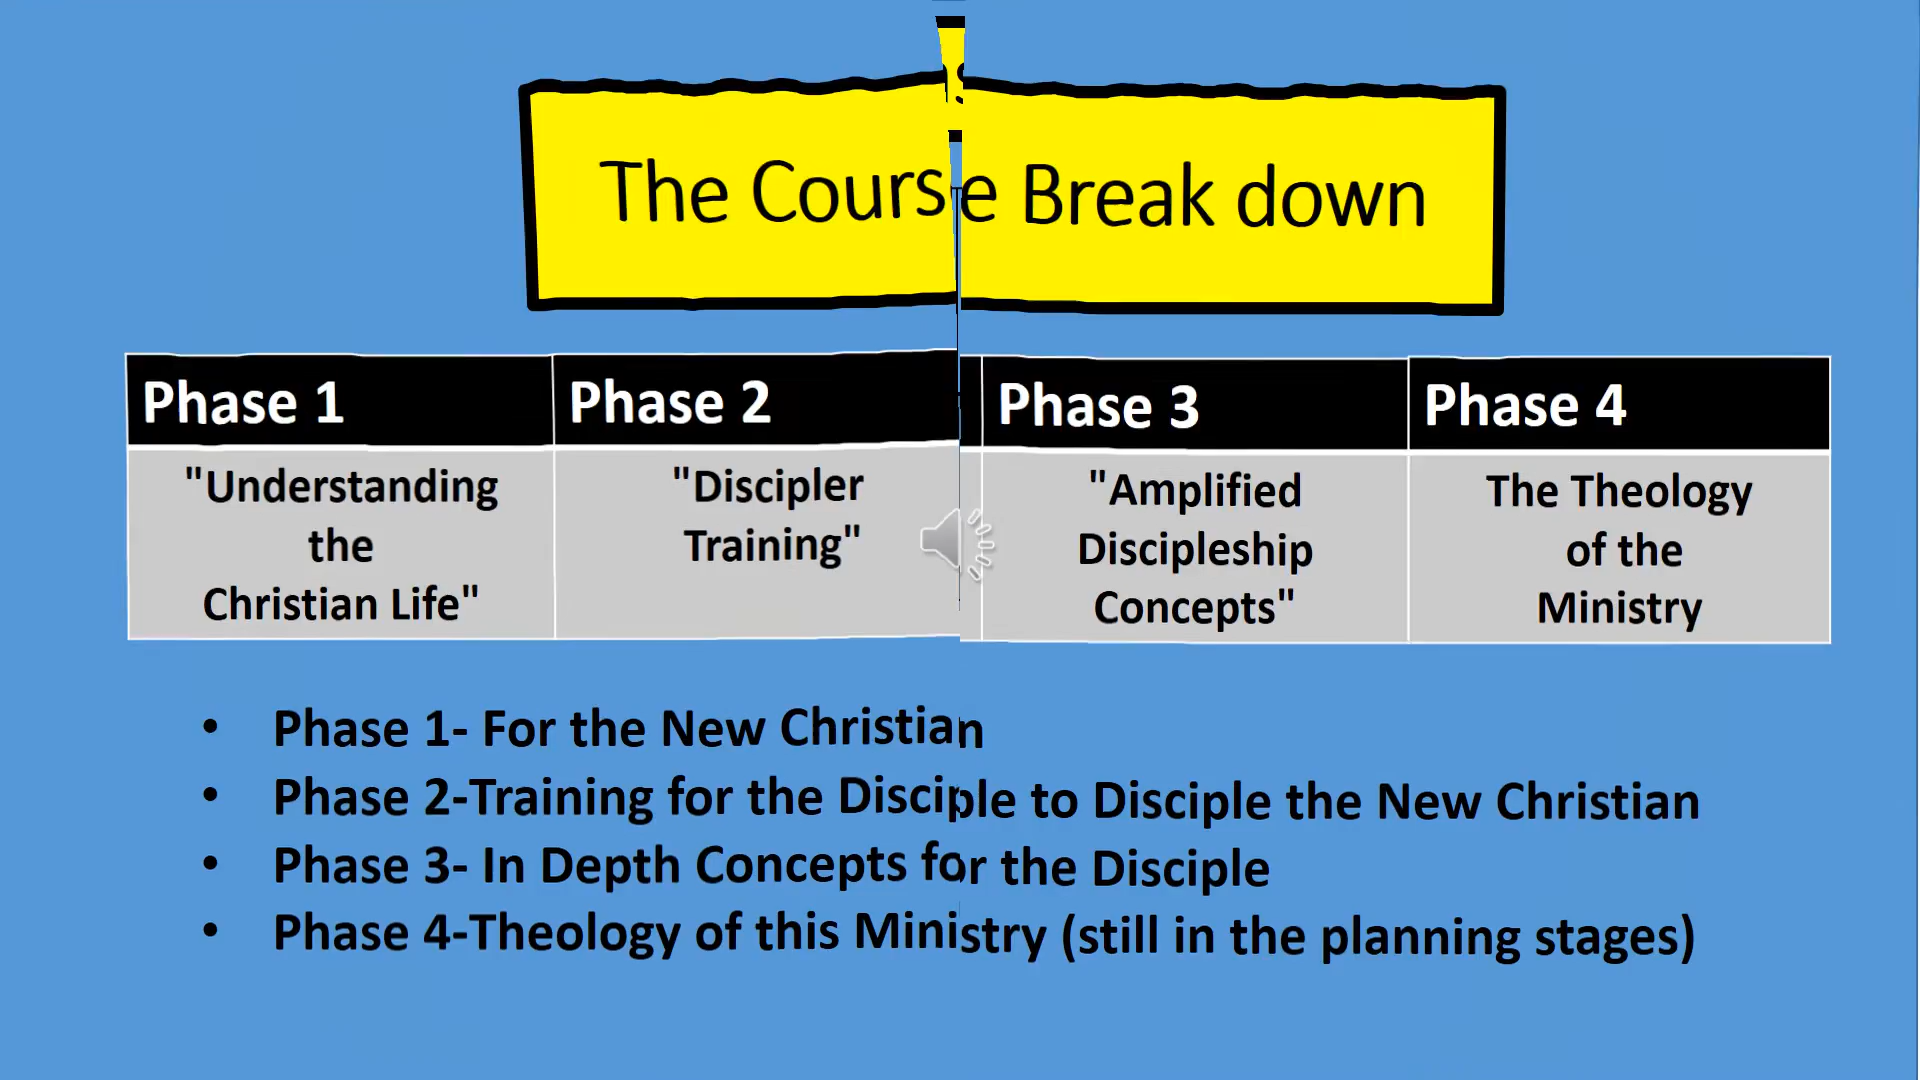 The Course Break down
Phase 1
Phase 2
Phase 3
Phase 4
"Understanding
the
Christian Life"
"Discipler
Training"
"Amplified
Discipleship
Concepts"
The Theology
of the
Ministry
• Phase 1- For the New Christian
• Phase 2-Training for the Disciple to Disciple the New Christian
• Phase 3- In Depth Concepts for the Disciple
• Phase 4-Theology of this Ministry (still in the planning stages)